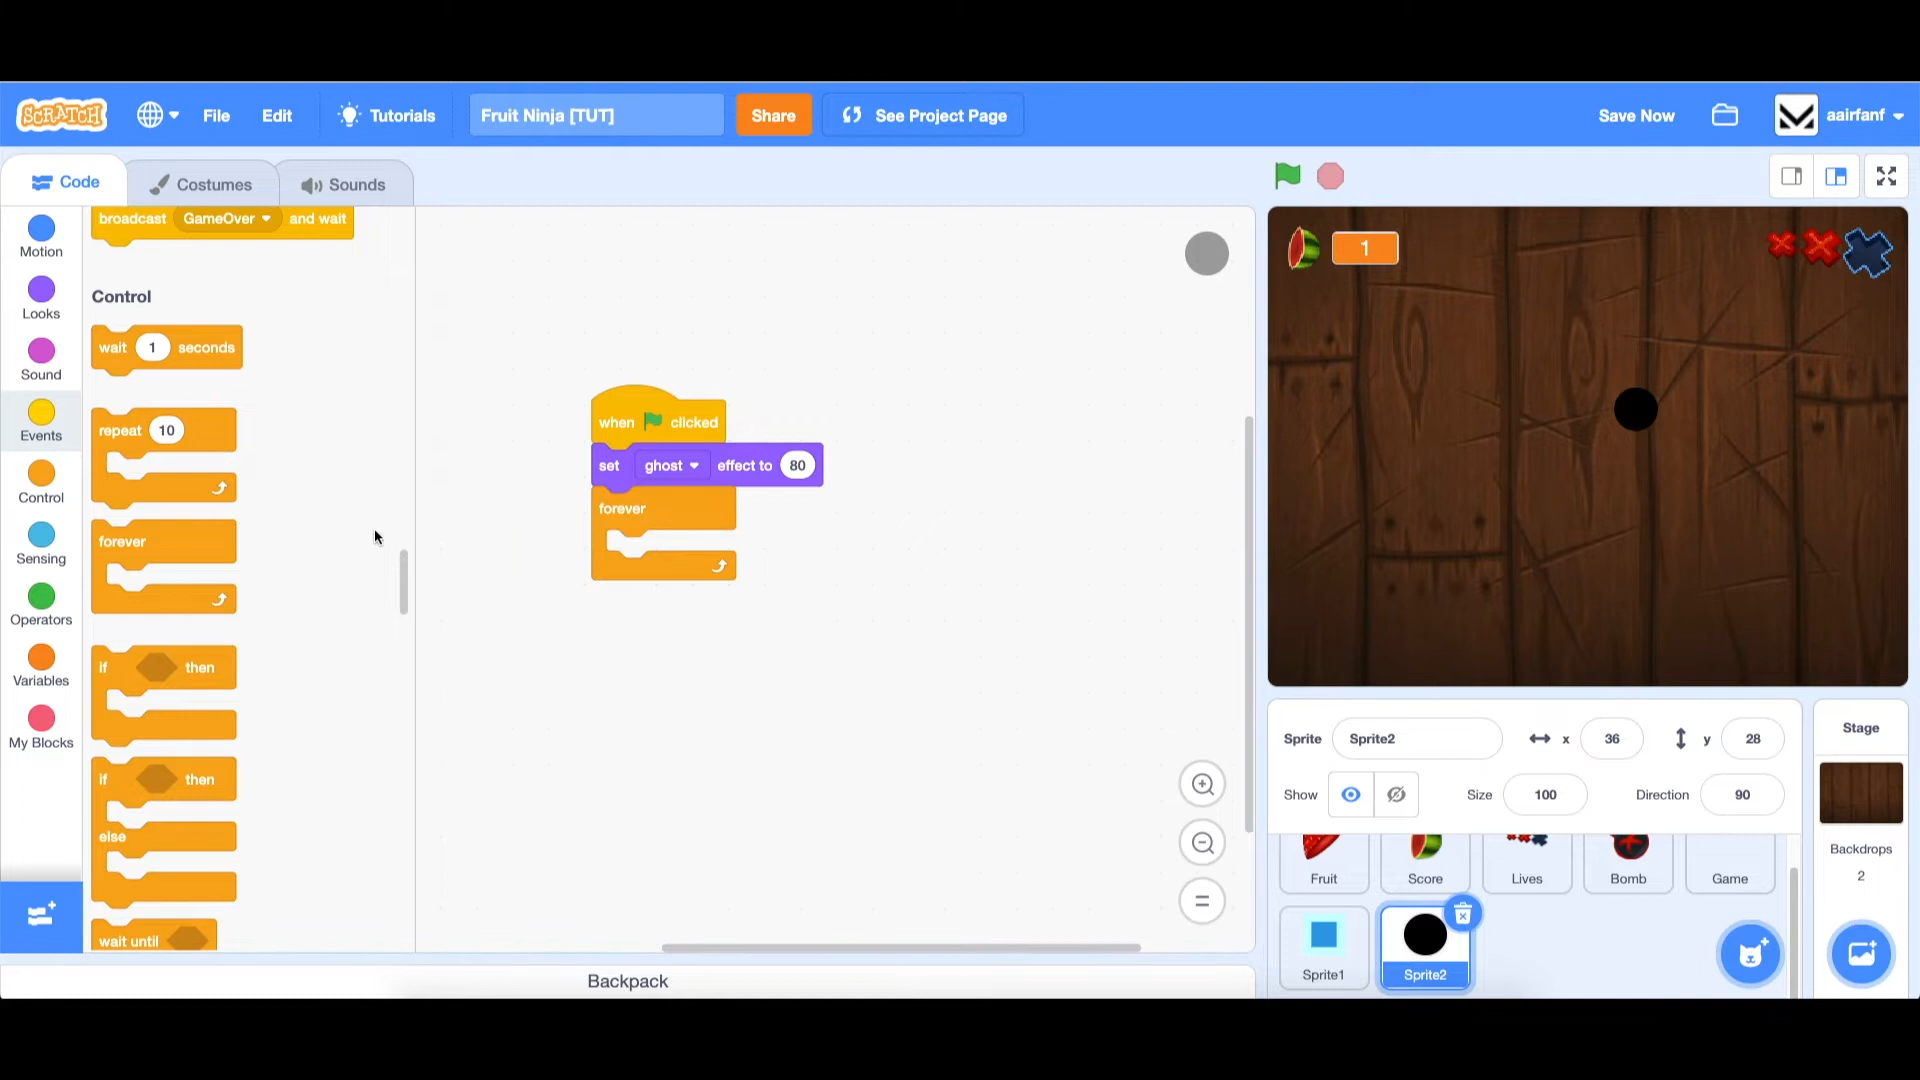 SCRATCH File Edit Tutorials Fruit Ninja [TUT] Share See Project Page Save Now aairfanf
Code Costumes Sounds
Motion
Looks
Sound
Events
Control
Sensing
Operators
Variables
My Blocks
broadcast GameOver and wait
Control
wait 1 seconds
repeat 10
forever
if then
if then
else
wait until
when clicked
set ghost effect to 80
forever
Backpack
1
Sprite Sprite2 x 36 y 28
Show Size 100 Direction 90
Fruit Score Lives Bomb Game
Sprite1 Sprite2
Stage
Backdrops
2